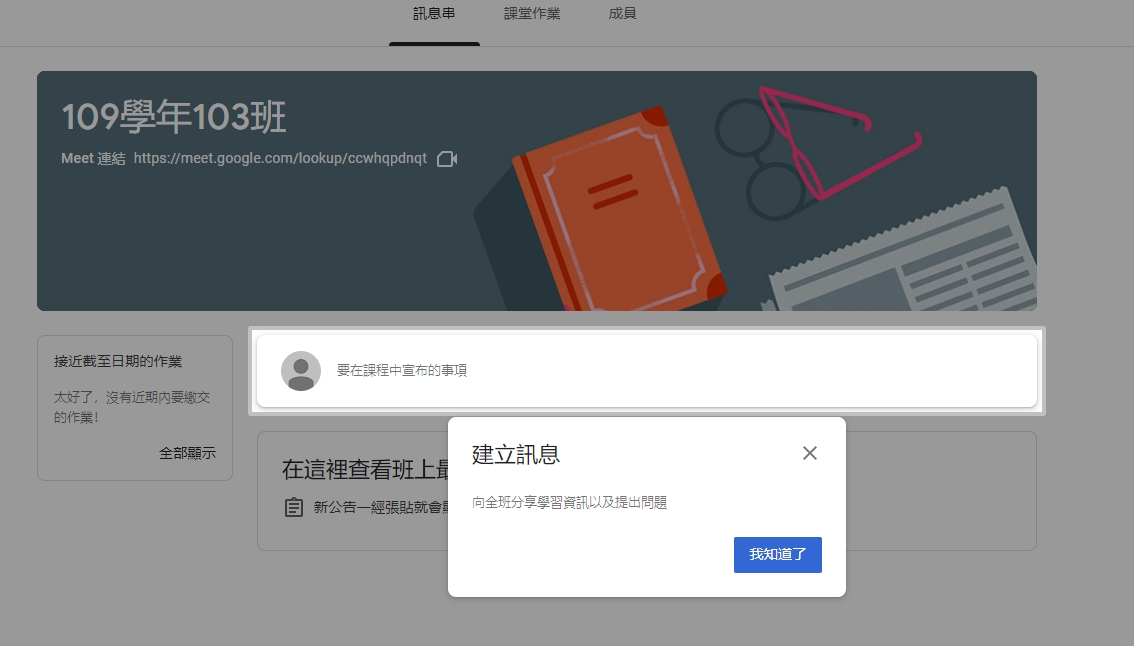 訊息串 課堂作業 成員
109學年103班
Meet 連結 https://meet.google.com/lookup/ccwhqpdnqt
接近截至日期的作業
太好了，沒有近期內要繳交
的作業！
全部顯示
要在課程中宣布的事項
在這裡查看班上最
新公告一經張貼就會
建立訊息
向全班分享學習資訊以及提出問題
我知道了